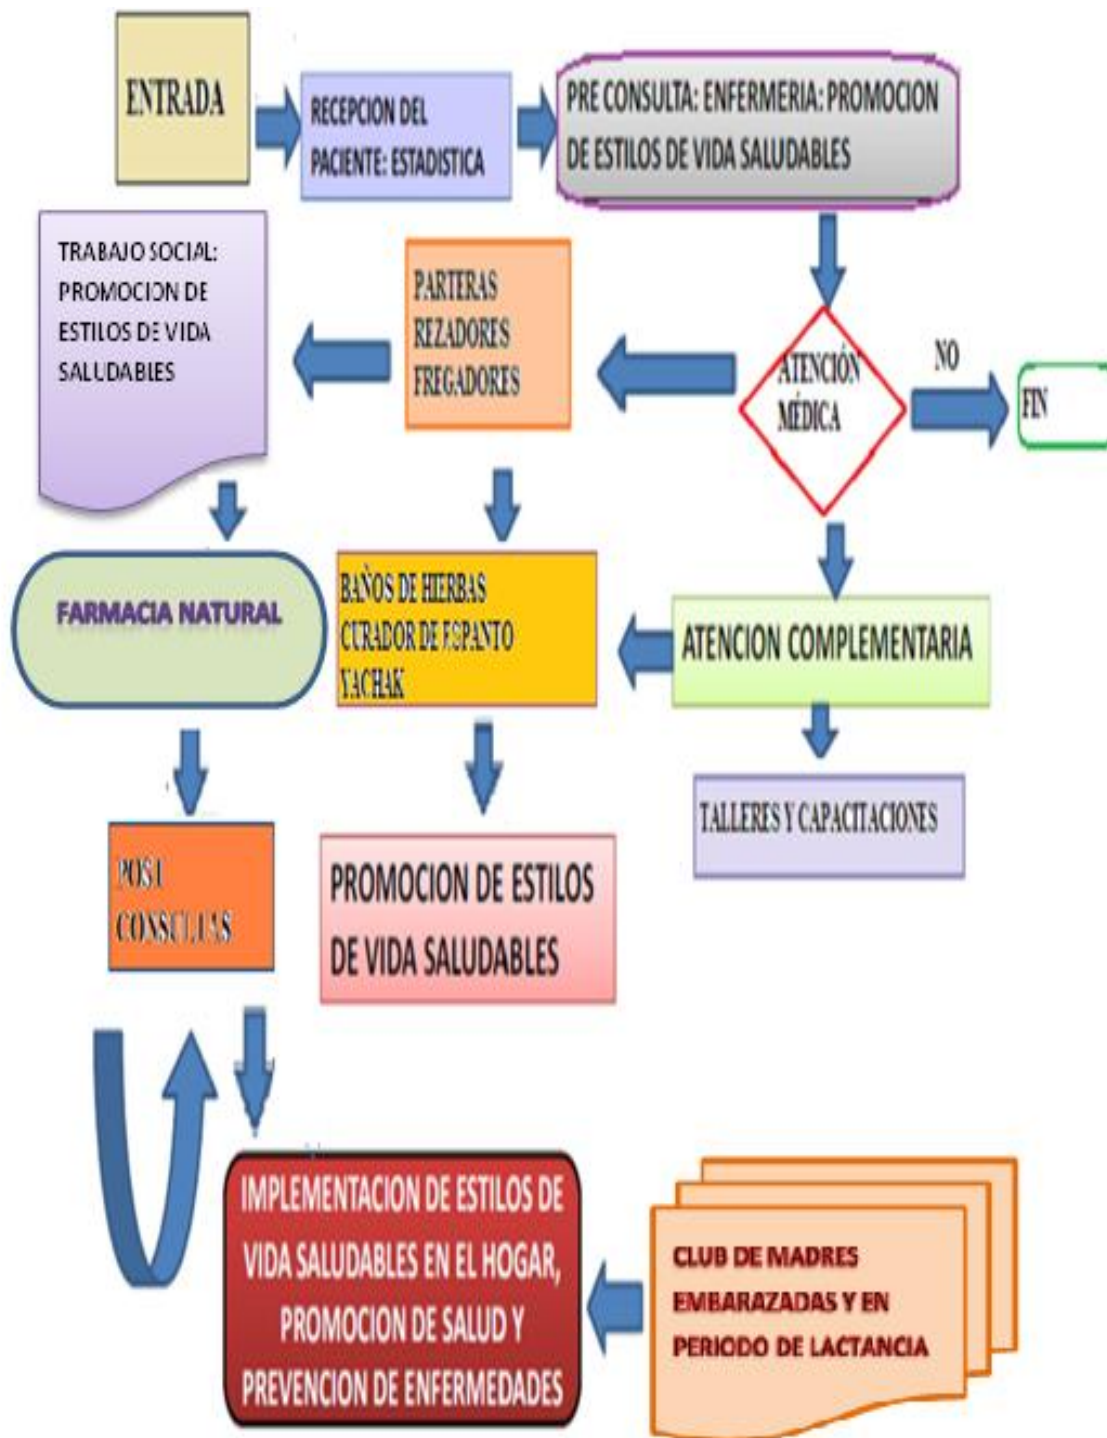 ENTRADA
RECEPCION DEL
PACIENTE: ESTADISTICA
PRE CONSULTA: ENFERMERIA: PROMOCION
DE ESTILOS DE VIDA SALUDABLES
TRABAJO SOCIAL:
PROMOCION DE
ESTILOS DE VIDA
SALUDABLES
PARTERAS
REZADORES
FREGADORES
ATENCIÓN
MÉDICA
NO
FIN
FARMACIA NATURAL
BAÑOS DE HIERBAS
CURADOR DE ESPANTO
YACHAK
ATENCION COMPLEMENTARIA
TALLERES Y CAPACITACIONES
POST
CONSULTAS
PROMOCION DE ESTILOS
DE VIDA SALUDABLES
IMPLEMENTACION DE ESTILOS DE
VIDA SALUDABLES EN EL HOGAR,
PROMOCION DE SALUD Y
PREVENCION DE ENFERMEDADES
CLUB DE MADRES
EMBARAZADAS Y EN
PERIODO DE LACTANCIA